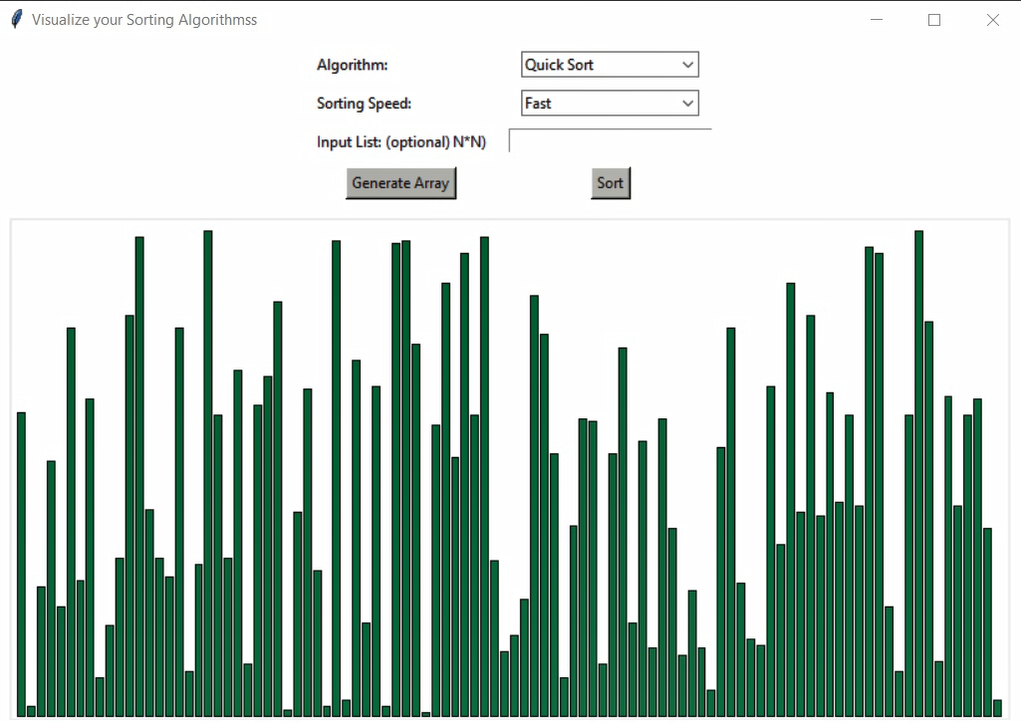 Visualize your Sorting Algorithmss
Algorithm: Quick Sort
Sorting Speed: Fast
Input List: (optional) N*N)
Generate Array Sort